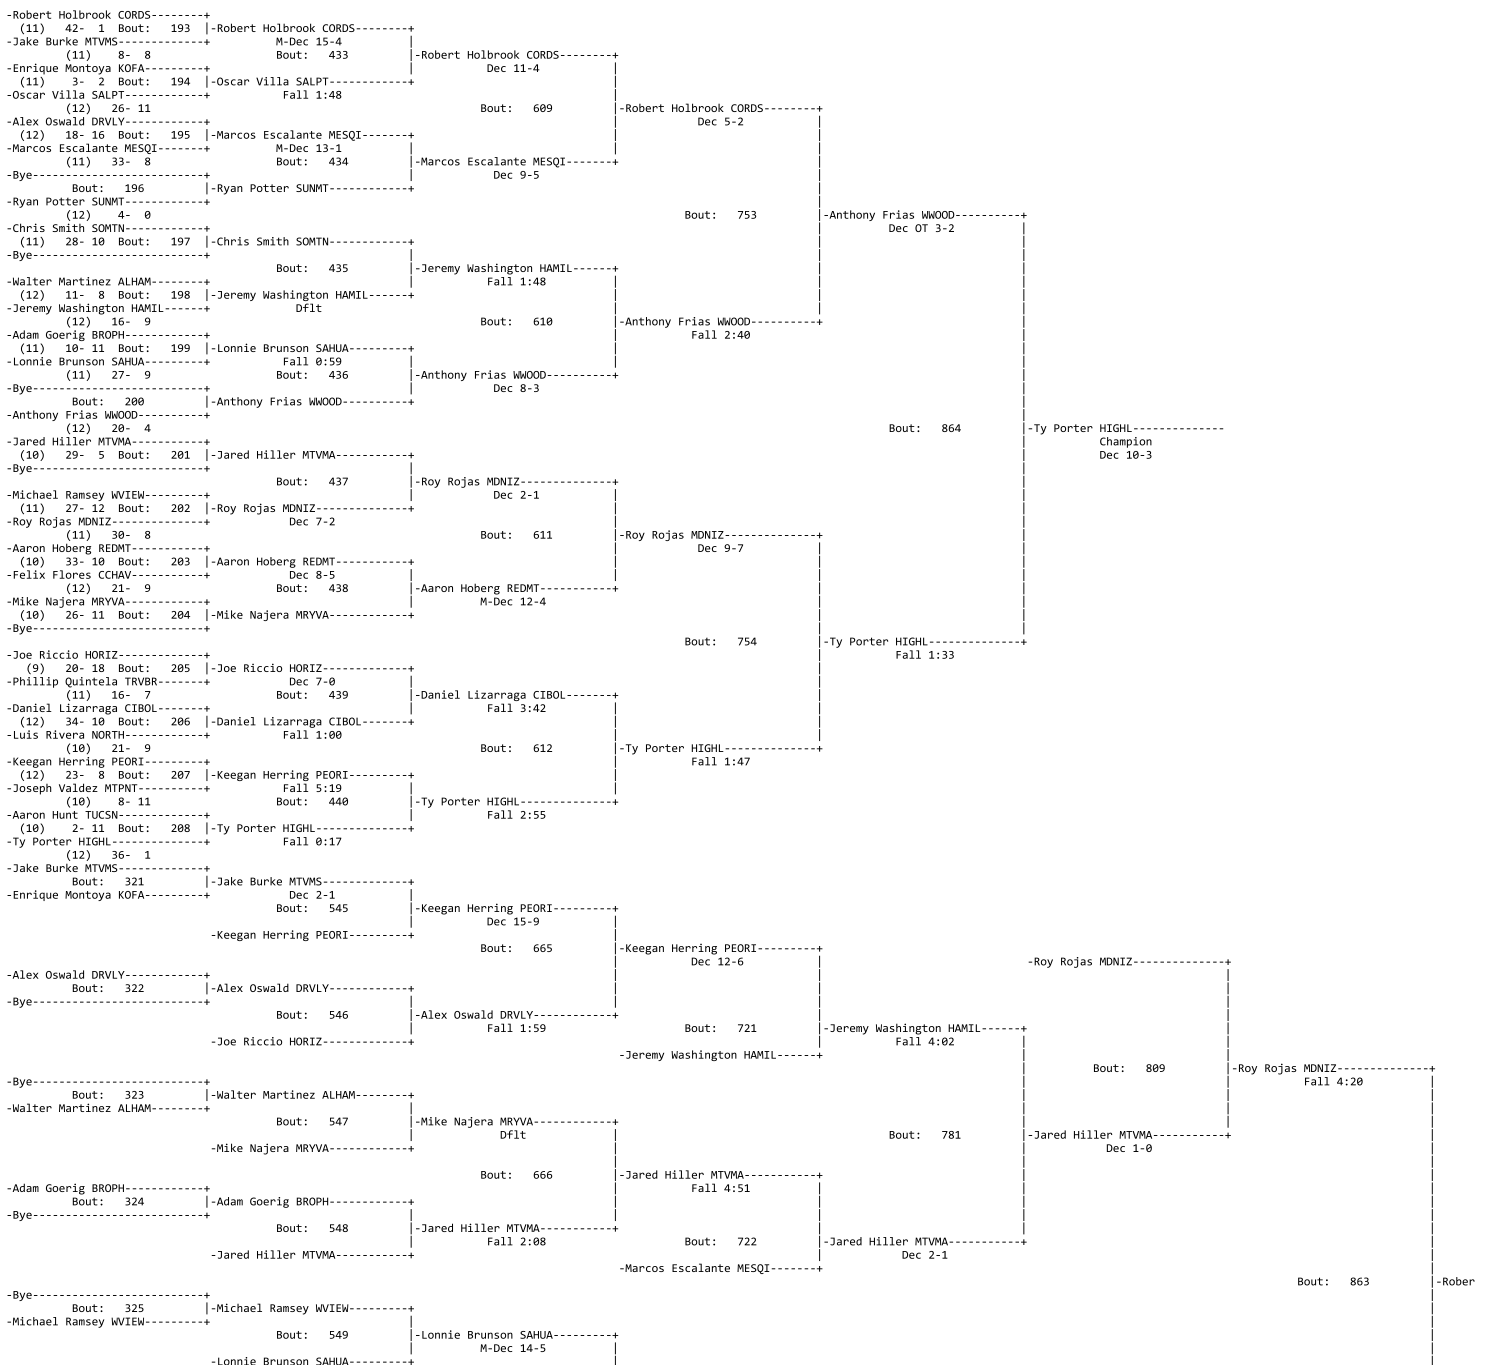 -Robert Holbrook CORDS--------+
(11) 42- 1 Bout: 193 |-Robert Holbrook CORDS--------+
-Jake Burke MTVMS-------------+ M-Dec 15-4 |
(11) 8- 8 Bout: 433 |-Robert Holbrook CORDS--------+
-Enrique Montoya KOFA---------+ | Dec 11-4 |
(11) 3- 2 Bout: 194 |-Oscar Villa SALPT------------+ |
-Oscar Villa SALPT------------+ Fall 1:48 |
(12) 26- 11 Bout: 609 |-Robert Holbrook CORDS--------+
-Alex Oswald DRVLY------------+ | Dec 5-2 |
(12) 18- 16 Bout: 195 |-Marcos Escalante MESQI-------+ | |
-Marcos Escalante MESQI-------+ M-Dec 13-1 | | |
(11) 33- 8 Bout: 434 |-Marcos Escalante MESQI-------+ |
-Bye--------------------------+ | Dec 9-5 |
Bout: 196 |-Ryan Potter SUNMT------------+ |
-Ryan Potter SUNMT------------+ |
(12) 4- 0 Bout: 753 |-Anthony Frias WWOOD----------+
-Chris Smith SOMTN------------+ | Dec OT 3-2 |
(11) 28- 10 Bout: 197 |-Chris Smith SOMTN------------+ | |
-Bye--------------------------+ | | |
Bout: 435 |-Jeremy Washington HAMIL------+ | |
-Walter Martinez ALHAM--------+ | Fall 1:48 | | |
(12) 11- 8 Bout: 198 |-Jeremy Washington HAMIL------+ | | |
-Jeremy Washington HAMIL------+ Dflt | | |
(12) 16- 9 Bout: 610 |-Anthony Frias WWOOD----------+ |
-Adam Goerig BROPH------------+ | Fall 2:40 |
(11) 10- 11 Bout: 199 |-Lonnie Brunson SAHUA---------+ | |
-Lonnie Brunson SAHUA---------+ Fall 0:59 | | |
(11) 27- 9 Bout: 436 |-Anthony Frias WWOOD----------+ |
-Bye--------------------------+ | Dec 8-3 |
Bout: 200 |-Anthony Frias WWOOD----------+ |
-Anthony Frias WWOOD----------+ |
(12) 20- 4 Bout: 864 |-Ty Porter HIGHL--------------
-Jared Hiller MTVMA-----------+ | Champion
(10) 29- 5 Bout: 201 |-Jared Hiller MTVMA-----------+ | Dec 10-3
-Bye--------------------------+ | |
Bout: 437 |-Roy Rojas MDNIZ--------------+ |
-Michael Ramsey WVIEW---------+ | Dec 2-1 | |
(11) 27- 12 Bout: 202 |-Roy Rojas MDNIZ--------------+ | |
-Roy Rojas MDNIZ--------------+ Dec 7-2 | |
(11) 30- 8 Bout: 611 |-Roy Rojas MDNIZ--------------+ |
-Aaron Hoberg REDMT-----------+ | Dec 9-7 | |
(10) 33- 10 Bout: 203 |-Aaron Hoberg REDMT-----------+ | | |
-Felix Flores CCHAV-----------+ Dec 8-5 | | | |
(12) 21- 9 Bout: 438 |-Aaron Hoberg REDMT-----------+ | |
-Mike Najera MRYVA------------+ | M-Dec 12-4 | |
(10) 26- 11 Bout: 204 |-Mike Najera MRYVA------------+ | |
-Bye--------------------------+ | |
Bout: 754 |-Ty Porter HIGHL--------------+
-Joe Riccio HORIZ-------------+ | Fall 1:33
(9) 20- 18 Bout: 205 |-Joe Riccio HORIZ-------------+ |
-Phillip Quintela TRVBR-------+ Dec 7-0 | |
(11) 16- 7 Bout: 439 |-Daniel Lizarraga CIBOL-------+ |
-Daniel Lizarraga CIBOL-------+ | Fall 3:42 | |
(12) 34- 10 Bout: 206 |-Daniel Lizarraga CIBOL-------+ | |
-Luis Rivera NORTH------------+ Fall 1:00 | |
(10) 21- 9 Bout: 612 |-Ty Porter HIGHL--------------+
-Keegan Herring PEORI---------+ | Fall 1:47
(12) 23- 8 Bout: 207 |-Keegan Herring PEORI---------+ |
-Joseph Valdez MTPNT----------+ Fall 5:19 | |
(10) 8- 11 Bout: 440 |-Ty Porter HIGHL--------------+
-Aaron Hunt TUCSN-------------+ | Fall 2:55
(10) 2- 11 Bout: 208 |-Ty Porter HIGHL--------------+
-Ty Porter HIGHL--------------+ Fall 0:17
(12) 36- 1
-Jake Burke MTVMS-------------+
Bout: 321 |-Jake Burke MTVMS-------------+
-Enrique Montoya KOFA---------+ Dec 2-1 |
Bout: 545 |-Keegan Herring PEORI---------+
| Dec 15-9 |
-Keegan Herring PEORI---------+ |
Bout: 665 |-Keegan Herring PEORI---------+
| Dec 12-6 | -Roy Rojas MDNIZ--------------+
-Alex Oswald DRVLY------------+ | | |
Bout: 322 |-Alex Oswald DRVLY------------+ | | |
-Bye--------------------------+ | | | |
Bout: 546 |-Alex Oswald DRVLY------------+ | |
| Fall 1:59 Bout: 721 |-Jeremy Washington HAMIL------+ |
-Joe Riccio HORIZ-------------+ | Fall 4:02 | |
-Jeremy Washington HAMIL------+ | |
Bout: 809 |-Roy Rojas MDNIZ--------------+
-Bye--------------------------+ | | Fall 4:20 |
Bout: 323 |-Walter Martinez ALHAM--------+ | | |
-Walter Martinez ALHAM--------+ | | | |
Bout: 547 |-Mike Najera MRYVA------------+ | | |
| Dflt | Bout: 781 |-Jared Hiller MTVMA-----------+ |
-Mike Najera MRYVA------------+ | | Dec 1-0 |
Bout: 666 |-Jared Hiller MTVMA-----------+ | |
-Adam Goerig BROPH------------+ | Fall 4:51 | | |
Bout: 324 |-Adam Goerig BROPH------------+ | | | |
-Bye--------------------------+ | | | | |
Bout: 548 |-Jared Hiller MTVMA-----------+ | | |
| Fall 2:08 Bout: 722 |-Jared Hiller MTVMA-----------+ |
-Jared Hiller MTVMA-----------+ | Dec 2-1 |
-Marcos Escalante MESQI-------+ |
Bout: 863 |-Rober
-Bye--------------------------+ |
Bout: 325 |-Michael Ramsey WVIEW---------+ |
-Michael Ramsey WVIEW---------+ | |
Bout: 549 |-Lonnie Brunson SAHUA---------+ |
| M-Dec 14-5 | |
-Lonnie Brunson SAHUA---------+ | |